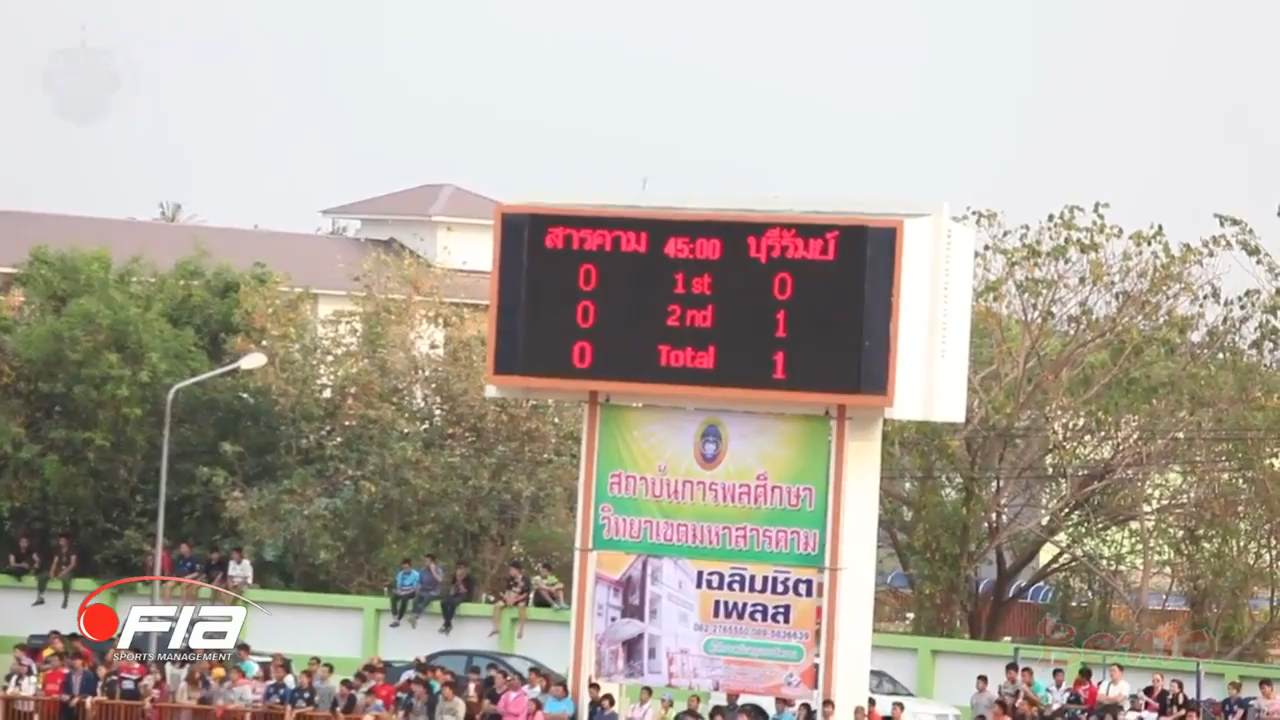 สารคาม 45:00 บุรีรัมย์
0 1 st 0
0 2 nd 1
0 Total 1
สถาบันการพลศึกษา
วิทยาเขตมหาสารคาม
เฉลิมชิต
เพลส
FIA
SPORTS MANAGEMENT